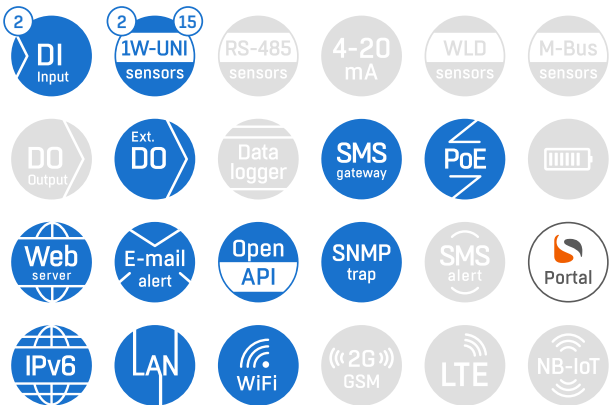 2
2
15
DI
Input
1W-UNI
sensors
RS-485
sensors
4-20
mA
WLD
sensors
M-Bus
sensors
DO
Output
Ext.
DO
Data
logger
SMS
gateway
PoE
Web
server
E-mail
alert
Open
API
SNMP
trap
SMS
alert
Portal
IPv6
LAN
WiFi
2G
GSM
LTE
NB-IoT